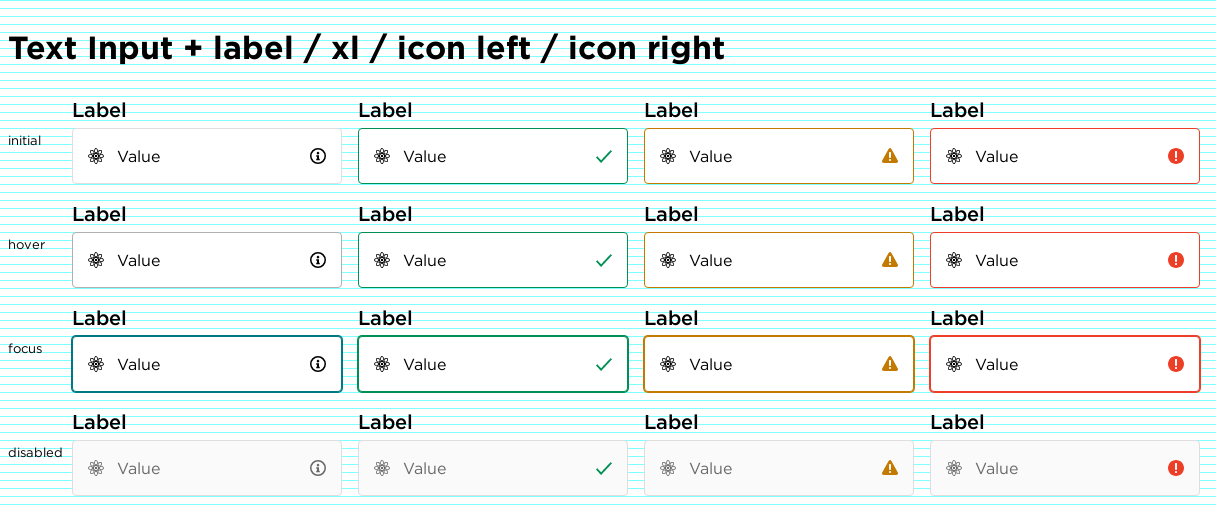 Text Input + label / xl / icon left / icon right
Label Label Label Label
initial
Value Value Value Value
Label Label Label Label
hover
Value Value Value Value
Label Label Label Label
focus
Value Value Value Value
Label Label Label Label
disabled
Value Value Value Value